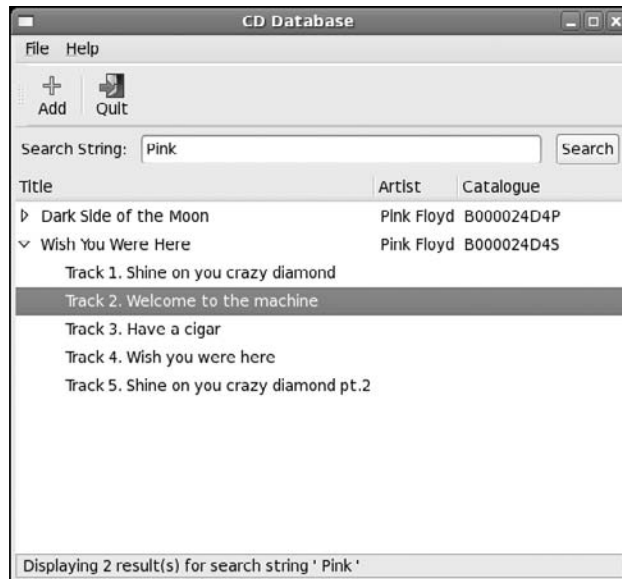 CD Database
File Help
Add Quit
Search String: Pink Search
Title Artist Catalogue
Dark Side of the Moon Pink Floyd B000024D4P
Wish You Were Here Pink Floyd B000024D4S
Track 1. Shine on you crazy diamond
Track 2. Welcome to the machine
Track 3. Have a cigar
Track 4. Wish you were here
Track 5. Shine on you crazy diamond pt.2
Displaying 2 result(s) for search string ' Pink '